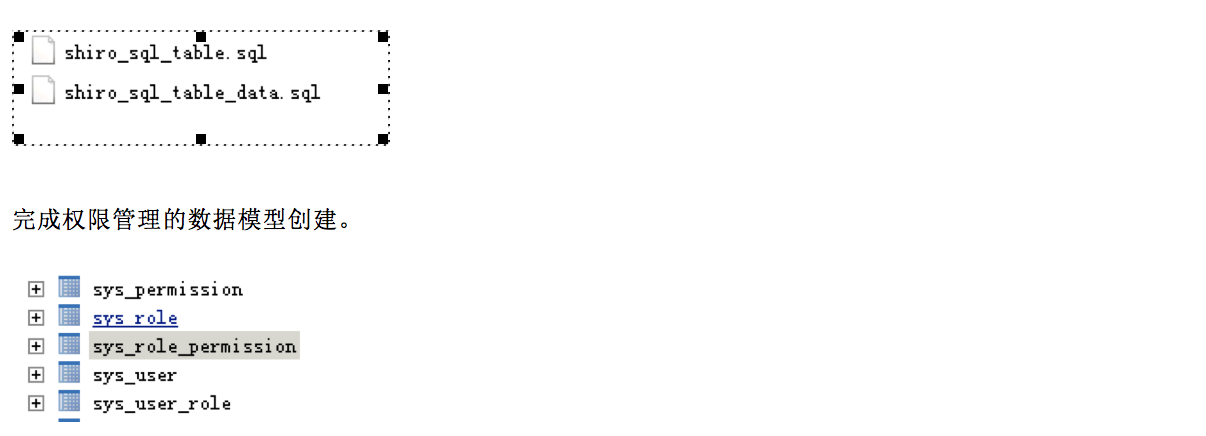 shiro_sql_table.sql
shiro_sql_table_data.sql
完成权限管理的数据模型创建。
sys_permission
sys_role
sys_role_permission
sys_user
sys_user_role